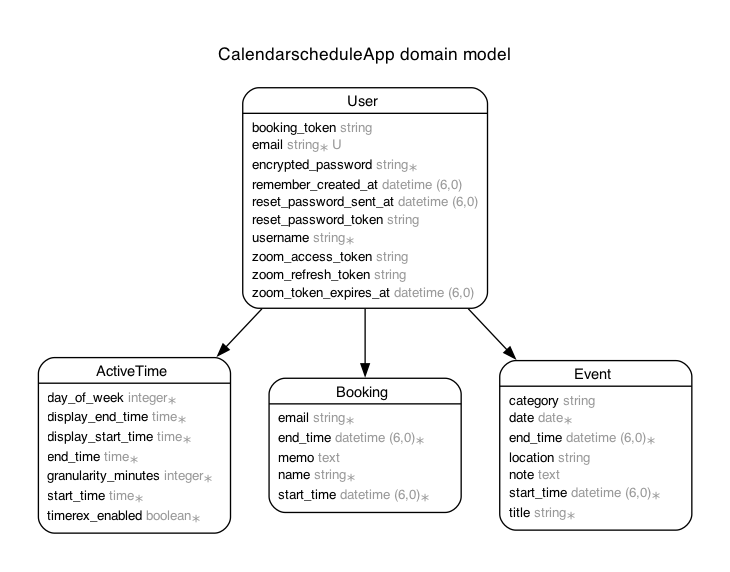 CalendarscheduleApp domain model
User
booking_token string
email string* U
encrypted_password string*
remember_created_at datetime (6,0)
reset_password_sent_at datetime (6,0)
reset_password_token string
username string*
zoom_access_token string
zoom_refresh_token string
zoom_token_expires_at datetime (6,0)
ActiveTime
day_of_week integer*
display_end_time time*
display_start_time time*
end_time time*
granularity_minutes integer*
start_time time*
timerex_enabled boolean*
Booking
email string*
end_time datetime (6,0)*
memo text
name string*
start_time datetime (6,0)*
Event
category string
date date*
end_time datetime (6,0)*
location string
note text
start_time datetime (6,0)*
title string*